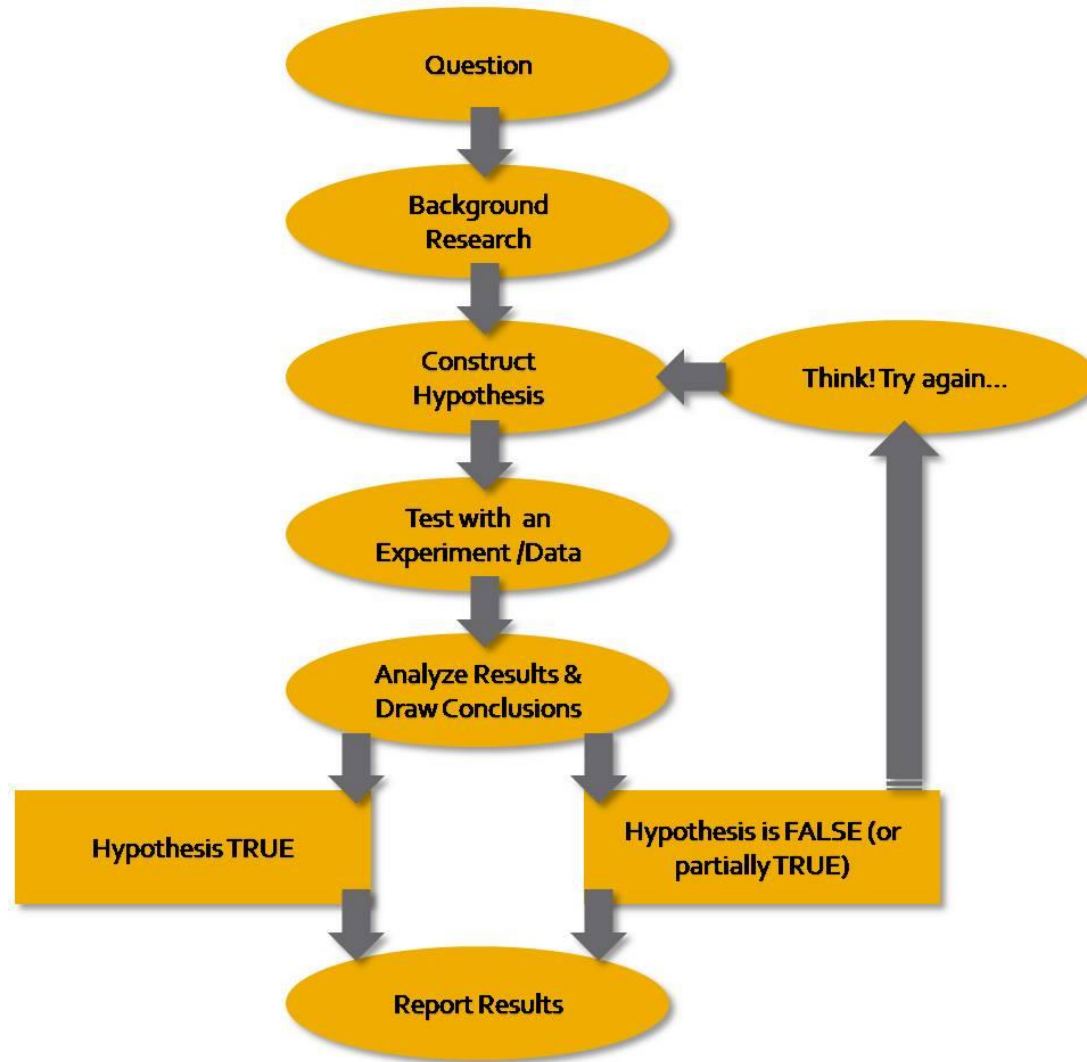 Question
Background
Research
Construct
Hypothesis
Think! Try again...
Test with an
Experiment /Data
Analyze Results &
Draw Conclusions
Hypothesis TRUE
Hypothesis is FALSE (or
partially TRUE)
Report Results